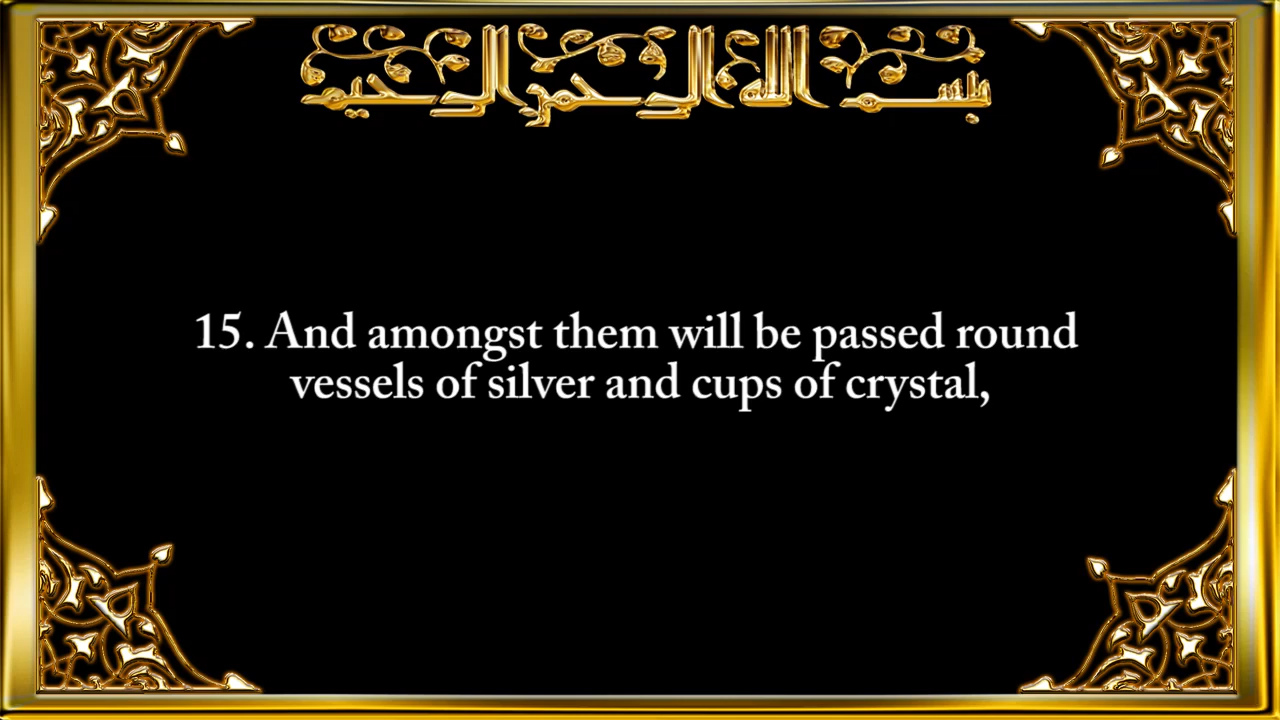 بسم الله الرحمن الرحيم
15. And amongst them will be passed round
vessels of silver and cups of crystal,